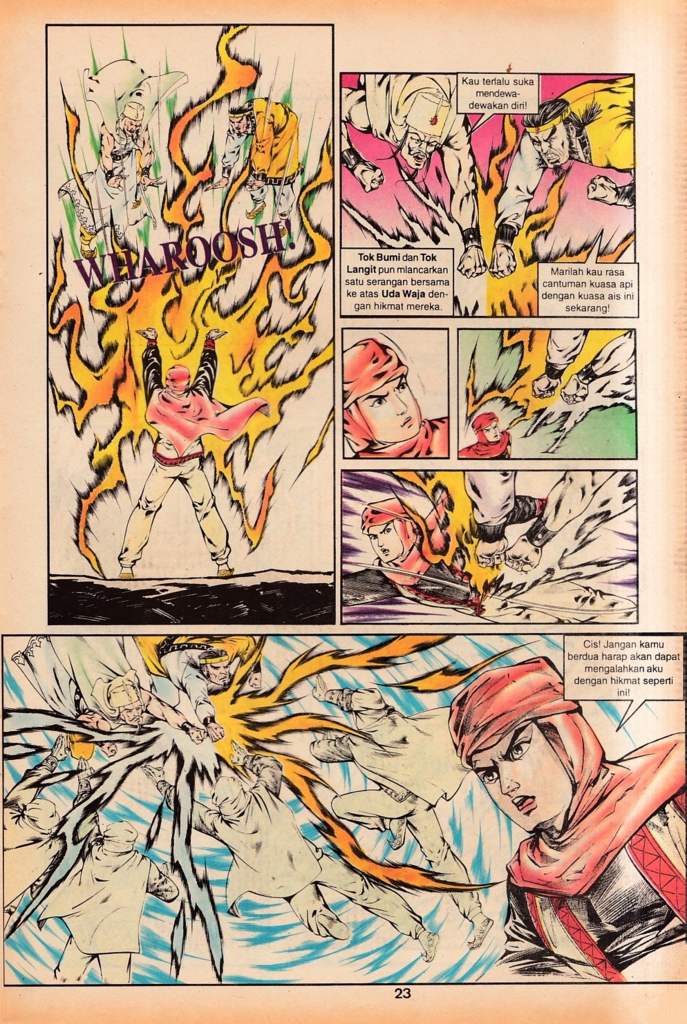 WHAROOSH!
Kau terlalu suka
mendewa-
dewakan diri!
Tok Bumi dan Tok
Langit pun mlancarkan
satu serangan bersama
ke atas Uda Waja den-
gan hikmat mereka.
Marilah kau rasa
cantuman kuasa api
dengan kuasa ais ini
sekarang!
Cis! Jangan kamu
berdua harap akan dapat
mengalahkan aku
dengan hikmat seperti
ini!
23